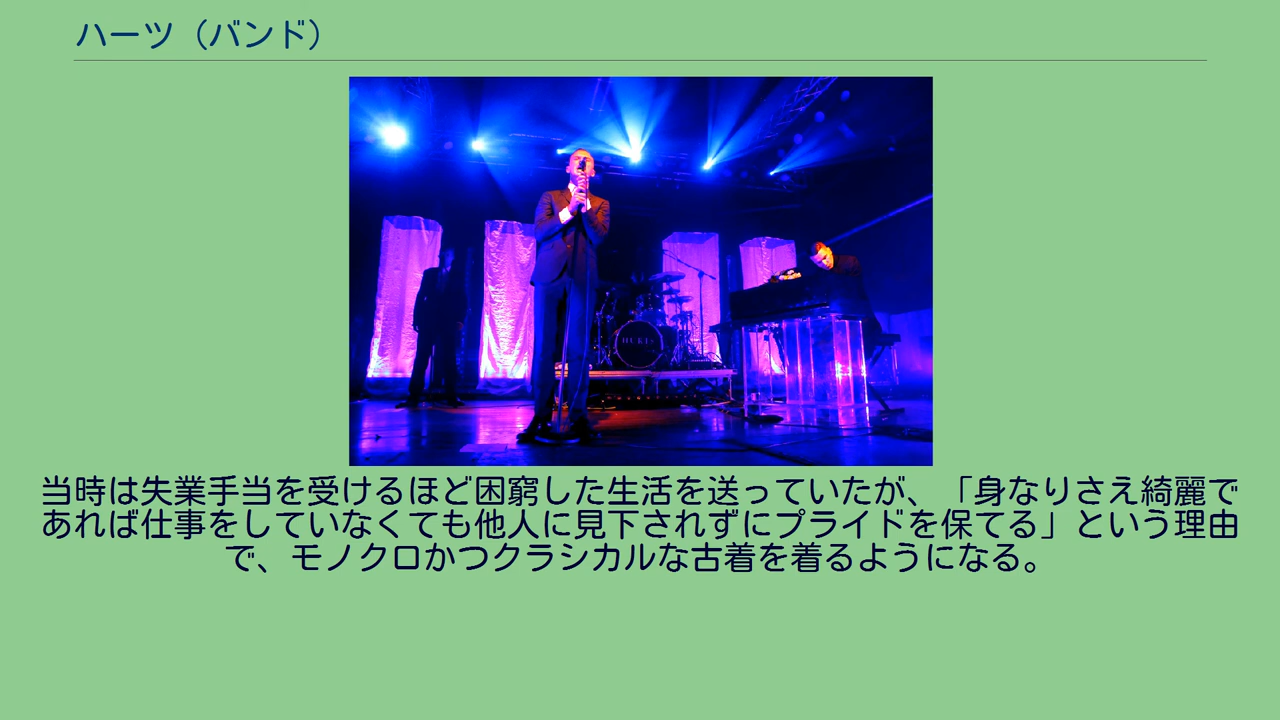 ハーツ（バンド）
HURTS
当時は失業手当を受けるほど困窮した生活を送っていたが、「身なりさえ綺麗で
あれば仕事をしていなくても他人に見下されずにプライドを保てる」という理由
で、モノクロかつクラシカルな古着を着るようになる。